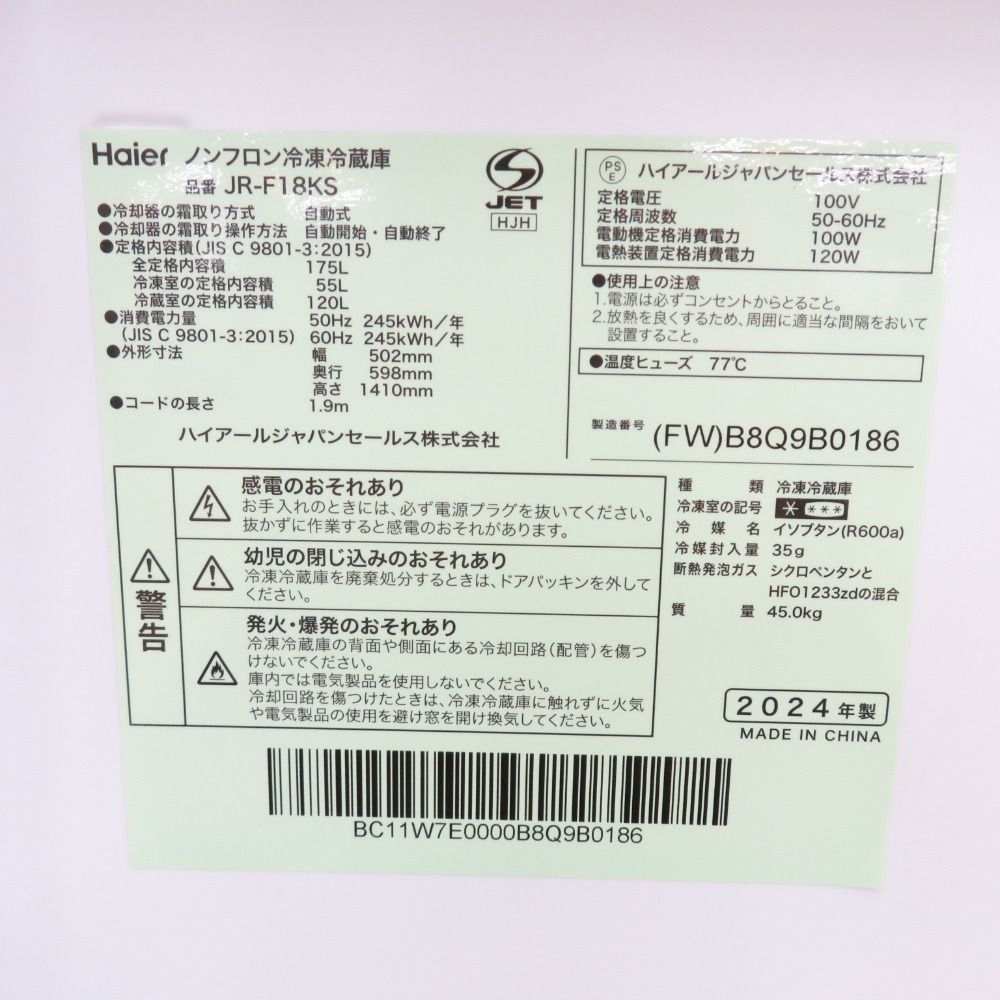 Haier ノンフロン冷凍冷蔵庫
品番 JR-F18KS
●冷却器の霜取り方式 自動式
●冷却器の霜取り操作方法 自動開始・自動終了
●定格内容積(JIS C 9801-3:2015)
全定格内容積 175L
冷凍室の定格内容積 55L
冷蔵室の定格内容積 120L
●消費電力量 50Hz 245kWh/年
(JIS C 9801-3:2015) 60Hz 245kWh/年
●外形寸法 幅 502mm
奥行 598mm
高さ 1410mm
●コードの長さ 1.9m
ハイアールジャパンセールス株式会社
JET
HJH
PS
E
ハイアールジャパンセールス株式会社
定格電圧 100V
定格周波数 50-60Hz
電動機定格消費電力 100W
電熱装置定格消費電力 120W
●使用上の注意
1.電源は必ずコンセントからとること。
2.放熱を良くするため、周囲に適当な間隔をおいて
設置すること。
●温度ヒューズ 77℃
製造番号 (FW)B8Q9B0186
警告
感電のおそれあり
お手入れのときには、必ず電源プラグを抜いてください。
抜かずに作業すると感電のおそれがあります。
幼児の閉じ込みのおそれあり
冷凍冷蔵庫を廃棄処分するときは、ドアパッキンを外して
ください。
発火・爆発のおそれあり
冷凍冷蔵庫の背面や側面にある冷却回路(配管)を傷つ
けないでください。
庫内では電気製品を使用しないでください。
冷却回路を傷つけたときは、冷凍冷蔵庫に触れずに火気
や電気製品の使用を避け窓を開け換気してください。
種類 冷凍冷蔵庫
冷凍室の記号 * ***
冷媒名 イソブタン(R600a)
冷媒封入量 35g
断熱発泡ガス シクロペンタンと
HFO1233zdの混合
質量 45.0kg
2024年製
MADE IN CHINA
BC11W7E0000B8Q9B0186